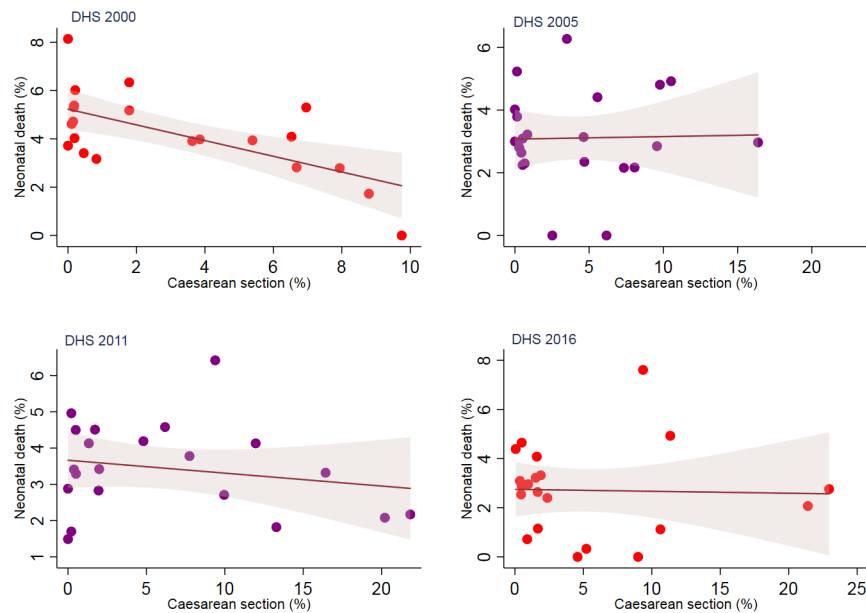 DHS 2000
Neonatal death (%)
8
6
4
2
0
0 2 4 6 8 10
Caesarean section (%)
DHS 2005
Neonatal death (%)
6
4
2
0
0 5 10 15 20
Caesarean section (%)
DHS 2011
Neonatal death (%)
6
5
4
3
2
1
0 5 10 15 20
Caesarean section (%)
DHS 2016
Neonatal death (%)
8
6
4
2
0
0 5 10 15 20 25
Caesarean section (%)